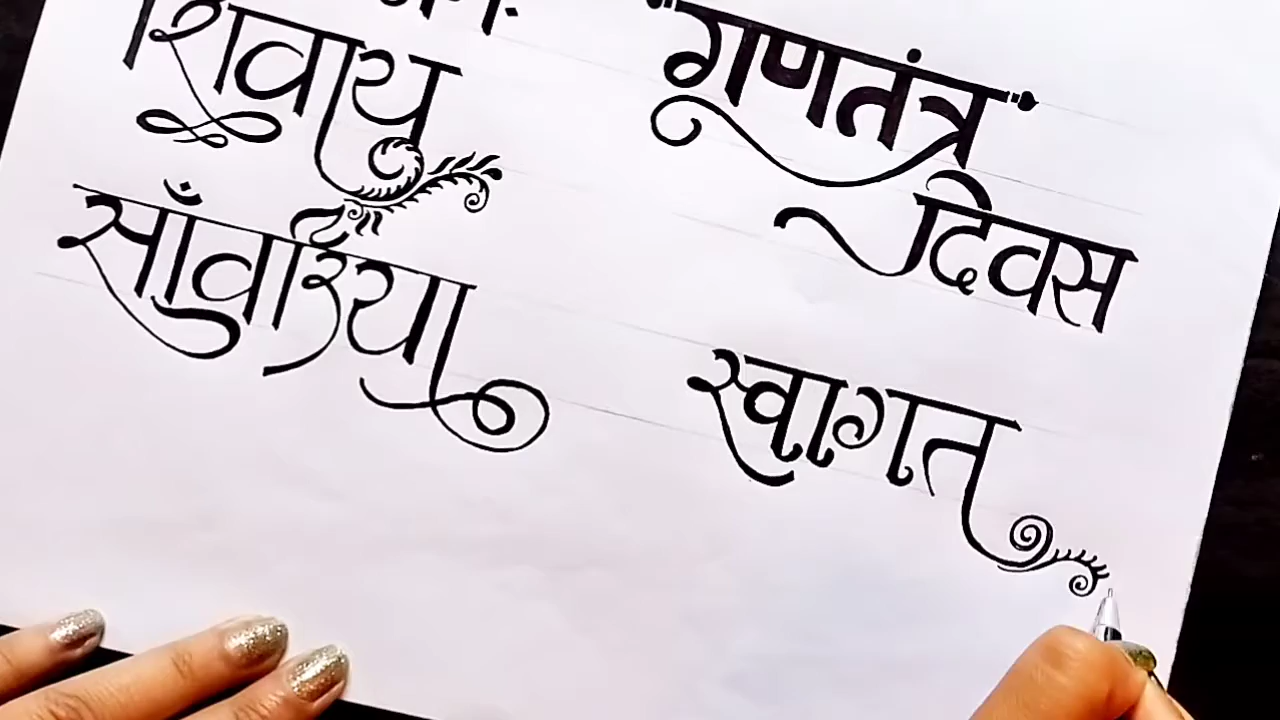 शिवाय
साँवरिया
"गणतंत्र"
दिवस
स्वागत